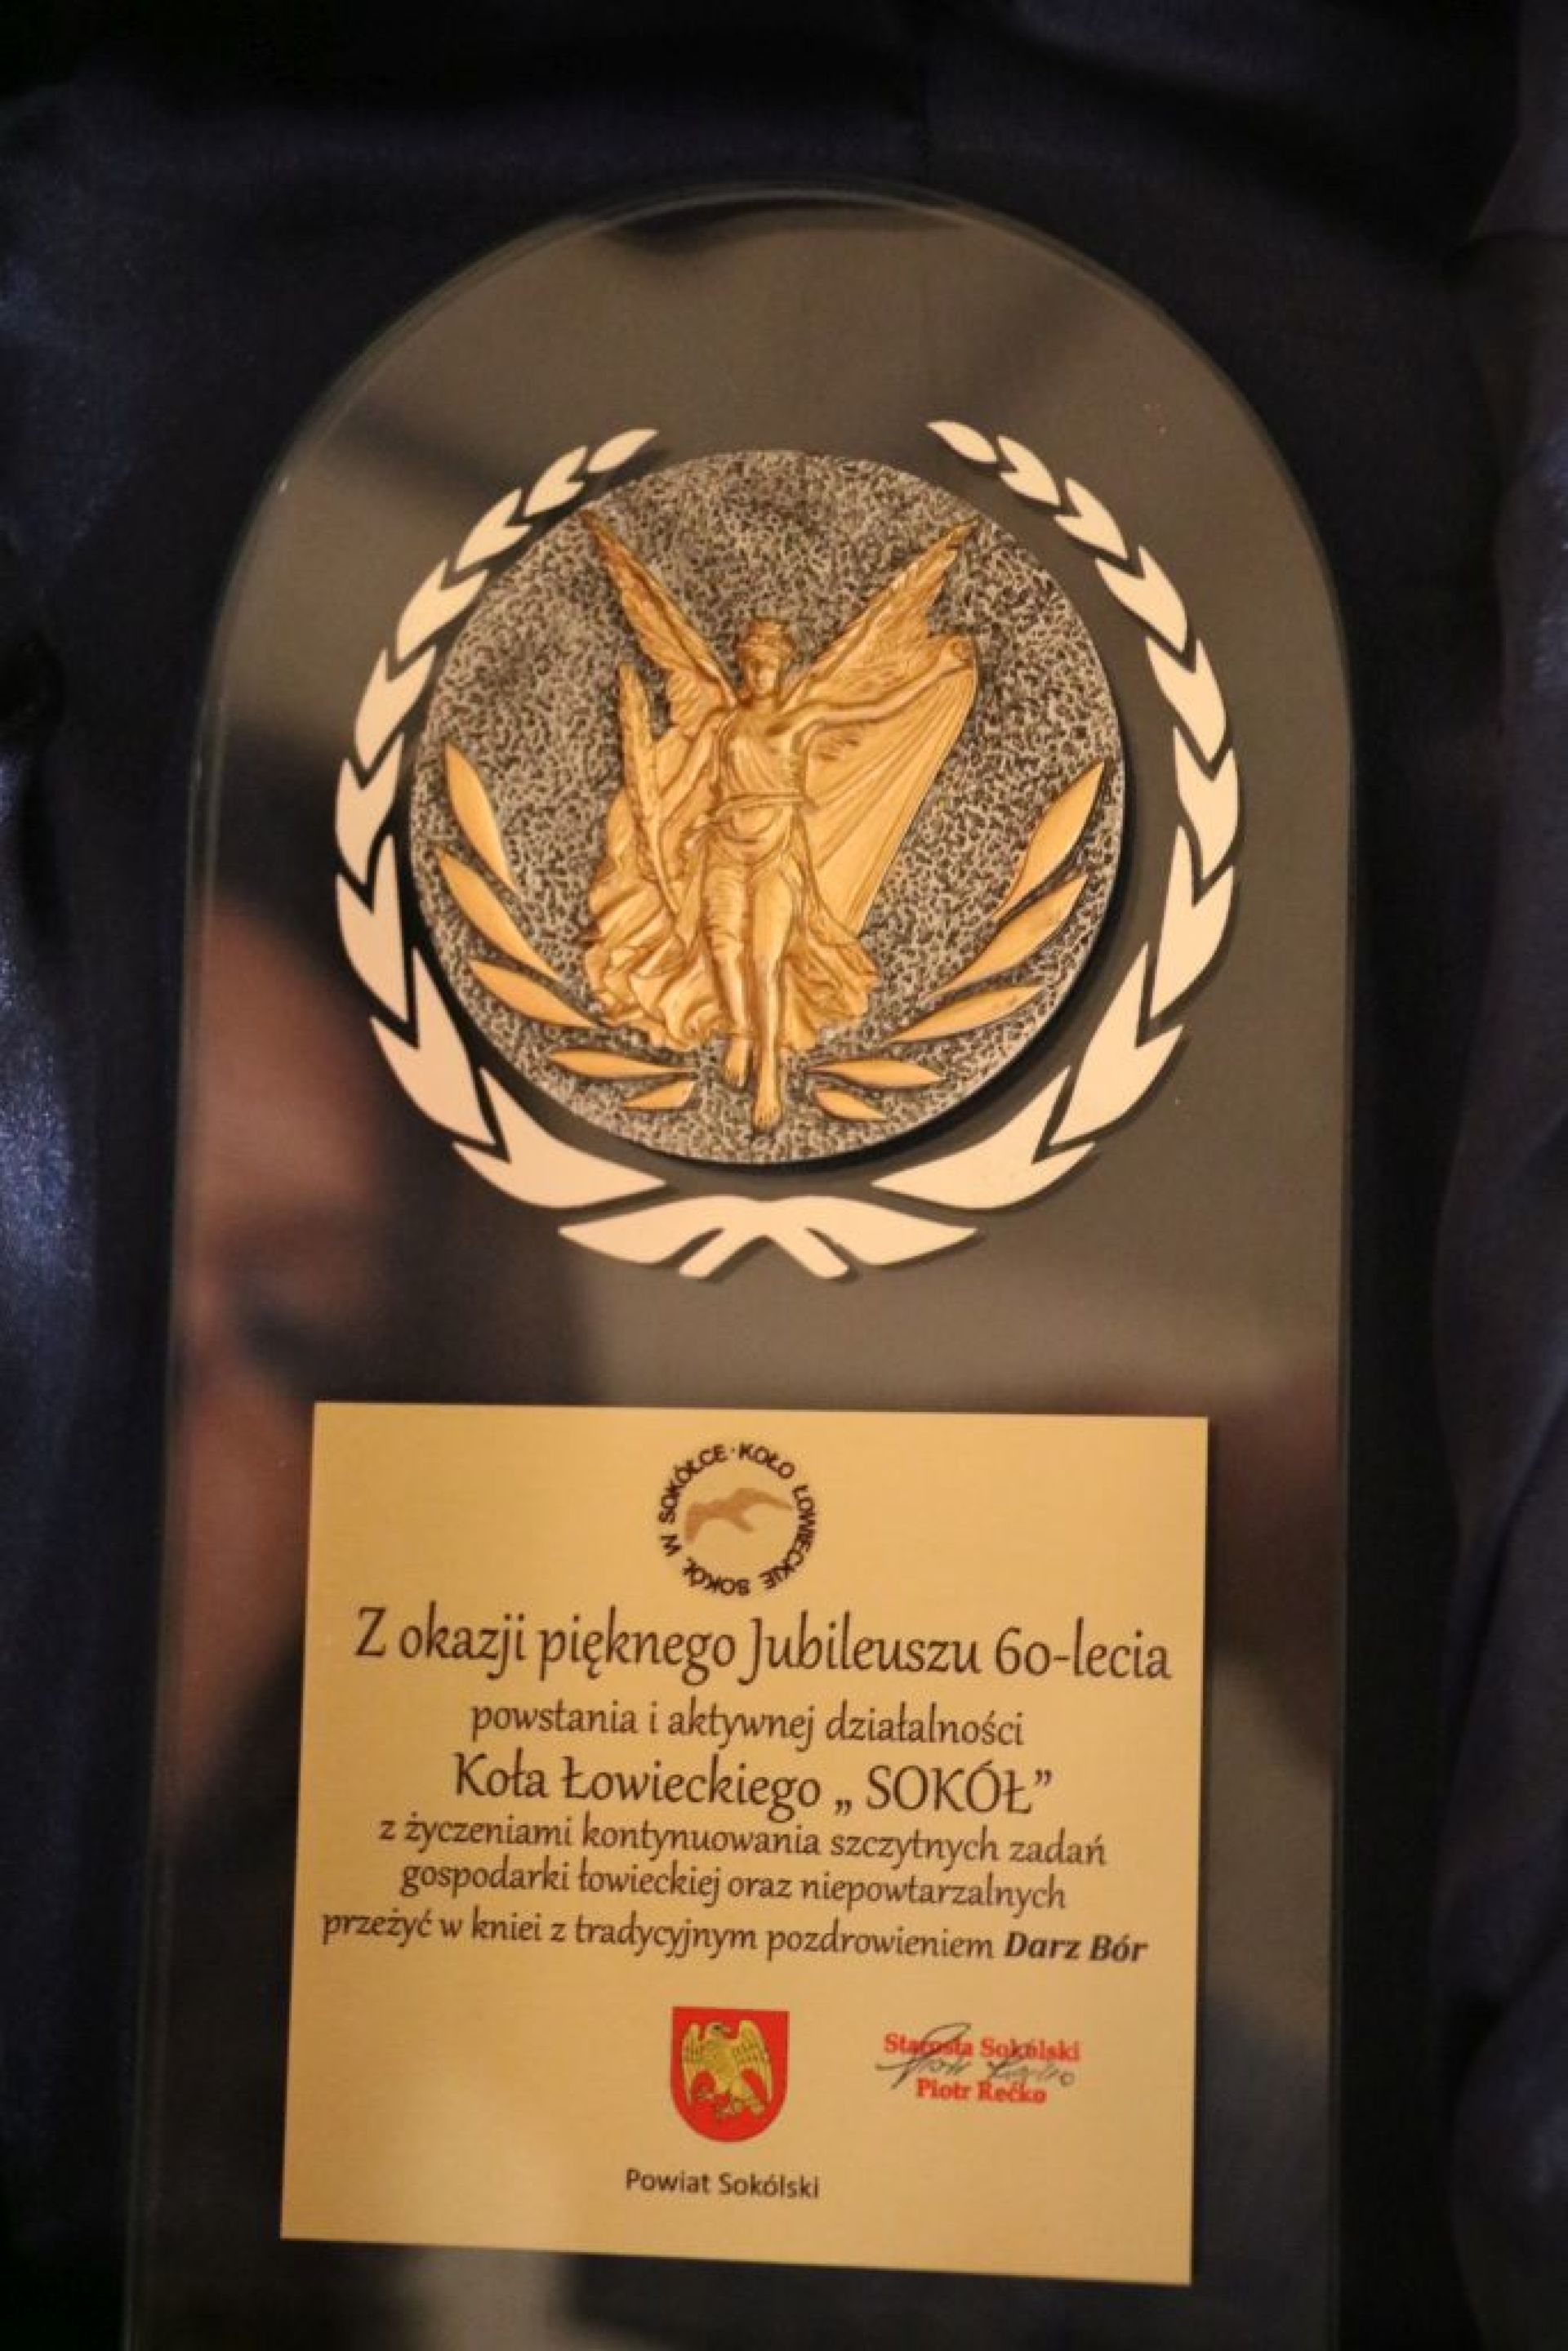 KOŁO ŁOWIECKIE SOKÓŁ W SOKÓŁCE
Z okazji pięknego Jubileuszu 60-lecia
powstania i aktywnej działalności
Koła Łowieckiego „ SOKÓŁ”
z życzeniami kontynuowania szczytnych zadań
gospodarki łowieckiej oraz niepowtarzalnych
przeżyć w kniei z tradycyjnym pozdrowieniem Darz Bór
Starosta Sokólski
Piotr Rećko
Powiat Sokólski